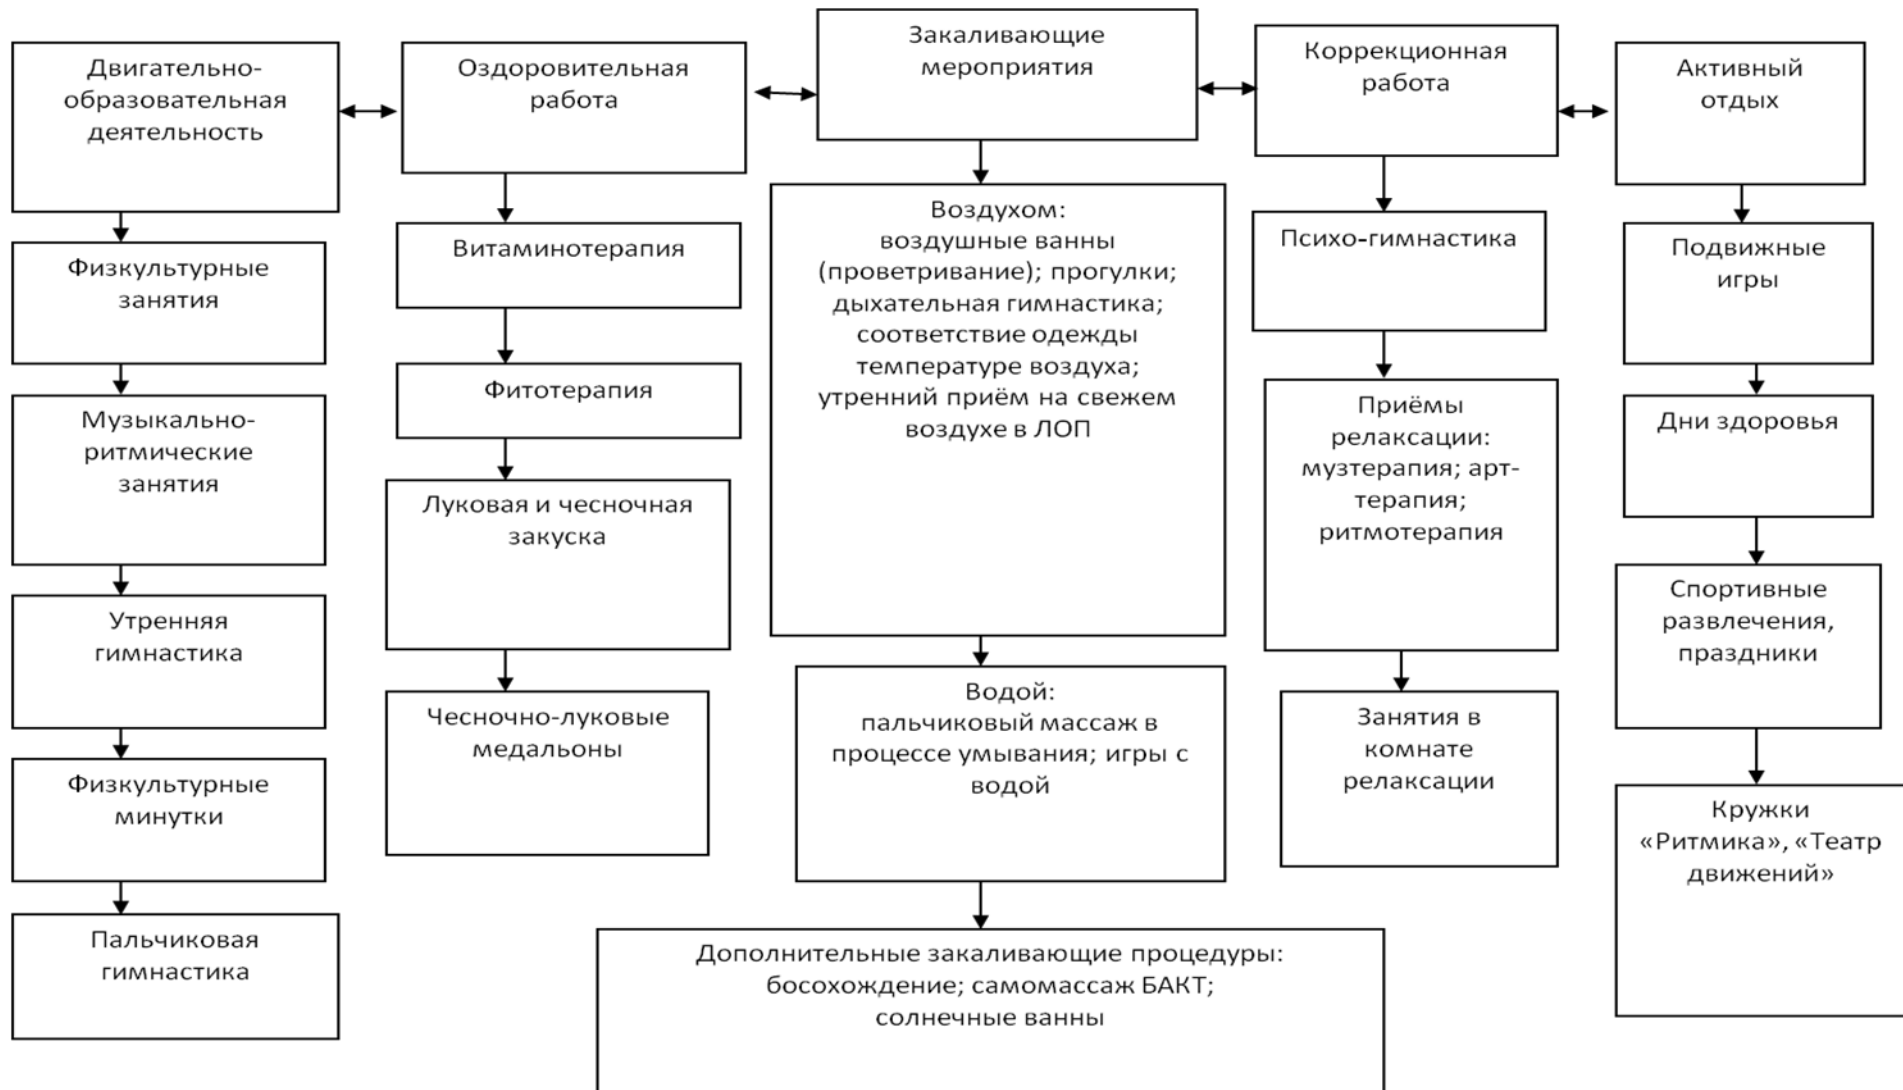 Двигательно-
образовательная
деятельность
Оздоровительная
работа
Закаливающие
мероприятия
Коррекционная
работа
Активный
отдых
Физкультурные
занятия
Музыкально-
ритмические
занятия
Утренняя
гимнастика
Физкультурные
минутки
Пальчиковая
гимнастика
Витаминотерапия
Фитотерапия
Луковая и чесночная
закуска
Чесночно-луковые
медальоны
Воздухом:
воздушные ванны
(проветривание); прогулки;
дыхательная гимнастика;
соответствие одежды
температуре воздуха;
утренний приём на свежем
воздухе в ЛОП
Водой:
пальчиковый массаж в
процессе умывания; игры с
водой
Дополнительные закаливающие процедуры:
босохождение; самомассаж БАКТ;
солнечные ванны
Психо-гимнастика
Приёмы
релаксации:
музтерапия; арт-
терапия;
ритмотерапия
Занятия в
комнате
релаксации
Подвижные
игры
Дни здоровья
Спортивные
развлечения,
праздники
Кружки
«Ритмика», «Театр
движений»